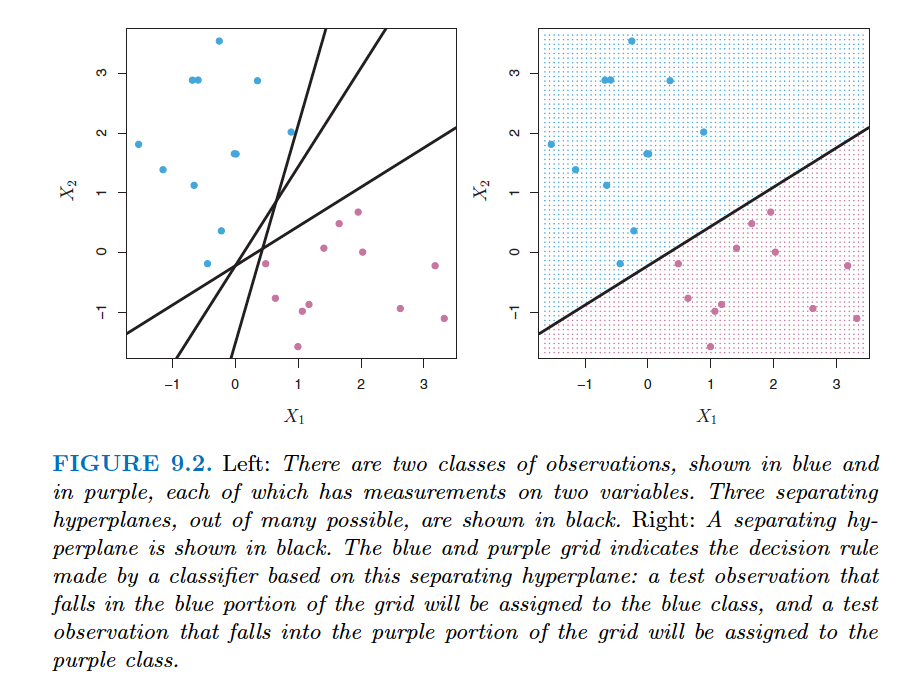 3
2
1
0
−1
X2
−1 0 1 2 3
X1
3
2
1
0
−1
X2
−1 0 1 2 3
X1
FIGURE 9.2. Left: There are two classes of observations, shown in blue and
in purple, each of which has measurements on two variables. Three separating
hyperplanes, out of many possible, are shown in black. Right: A separating hy-
perplane is shown in black. The blue and purple grid indicates the decision rule
made by a classifier based on this separating hyperplane: a test observation that
falls in the blue portion of the grid will be assigned to the blue class, and a test
observation that falls into the purple portion of the grid will be assigned to the
purple class.